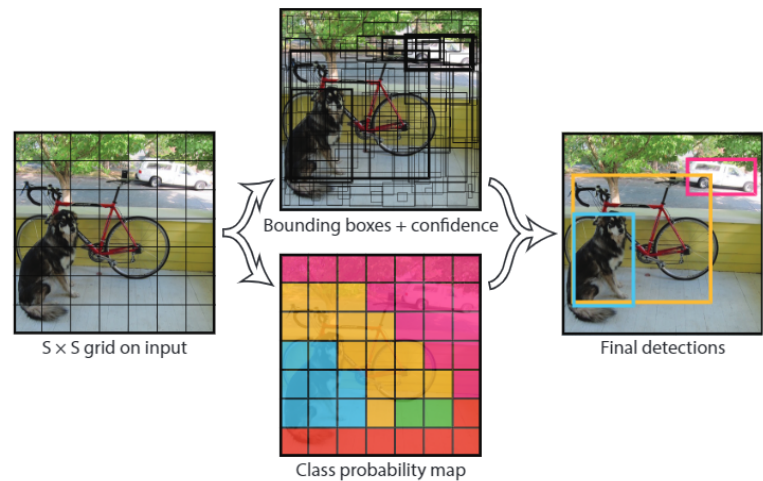 Bounding boxes + confidence
S × S grid on input
Final detections
Class probability map